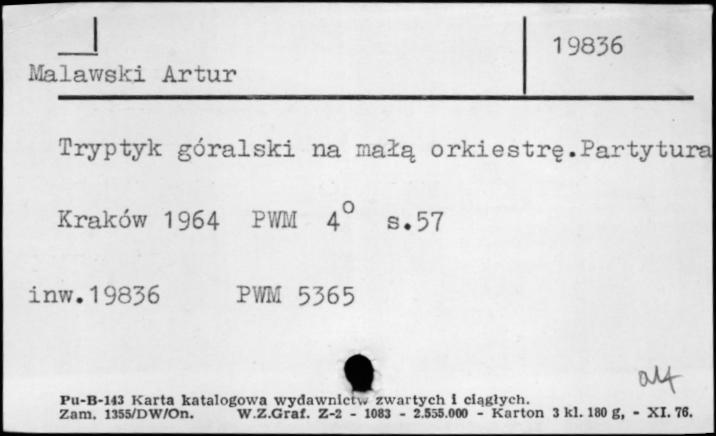 19836
Malawski Artur
Tryptyk góralski na małą orkiestrę.Partytura
Kraków 1964 PWM 4° s.57
inw.19836 PWM 5365
Pu-B-143 Karta katalogowa wydawnictw zwartych i ciągłych.
Zam. 1355/DW/On. W.Z.Graf. Z-2 - 1083 - 2.555.000 - Karton 3 kl. 180 g, - XI. 76.